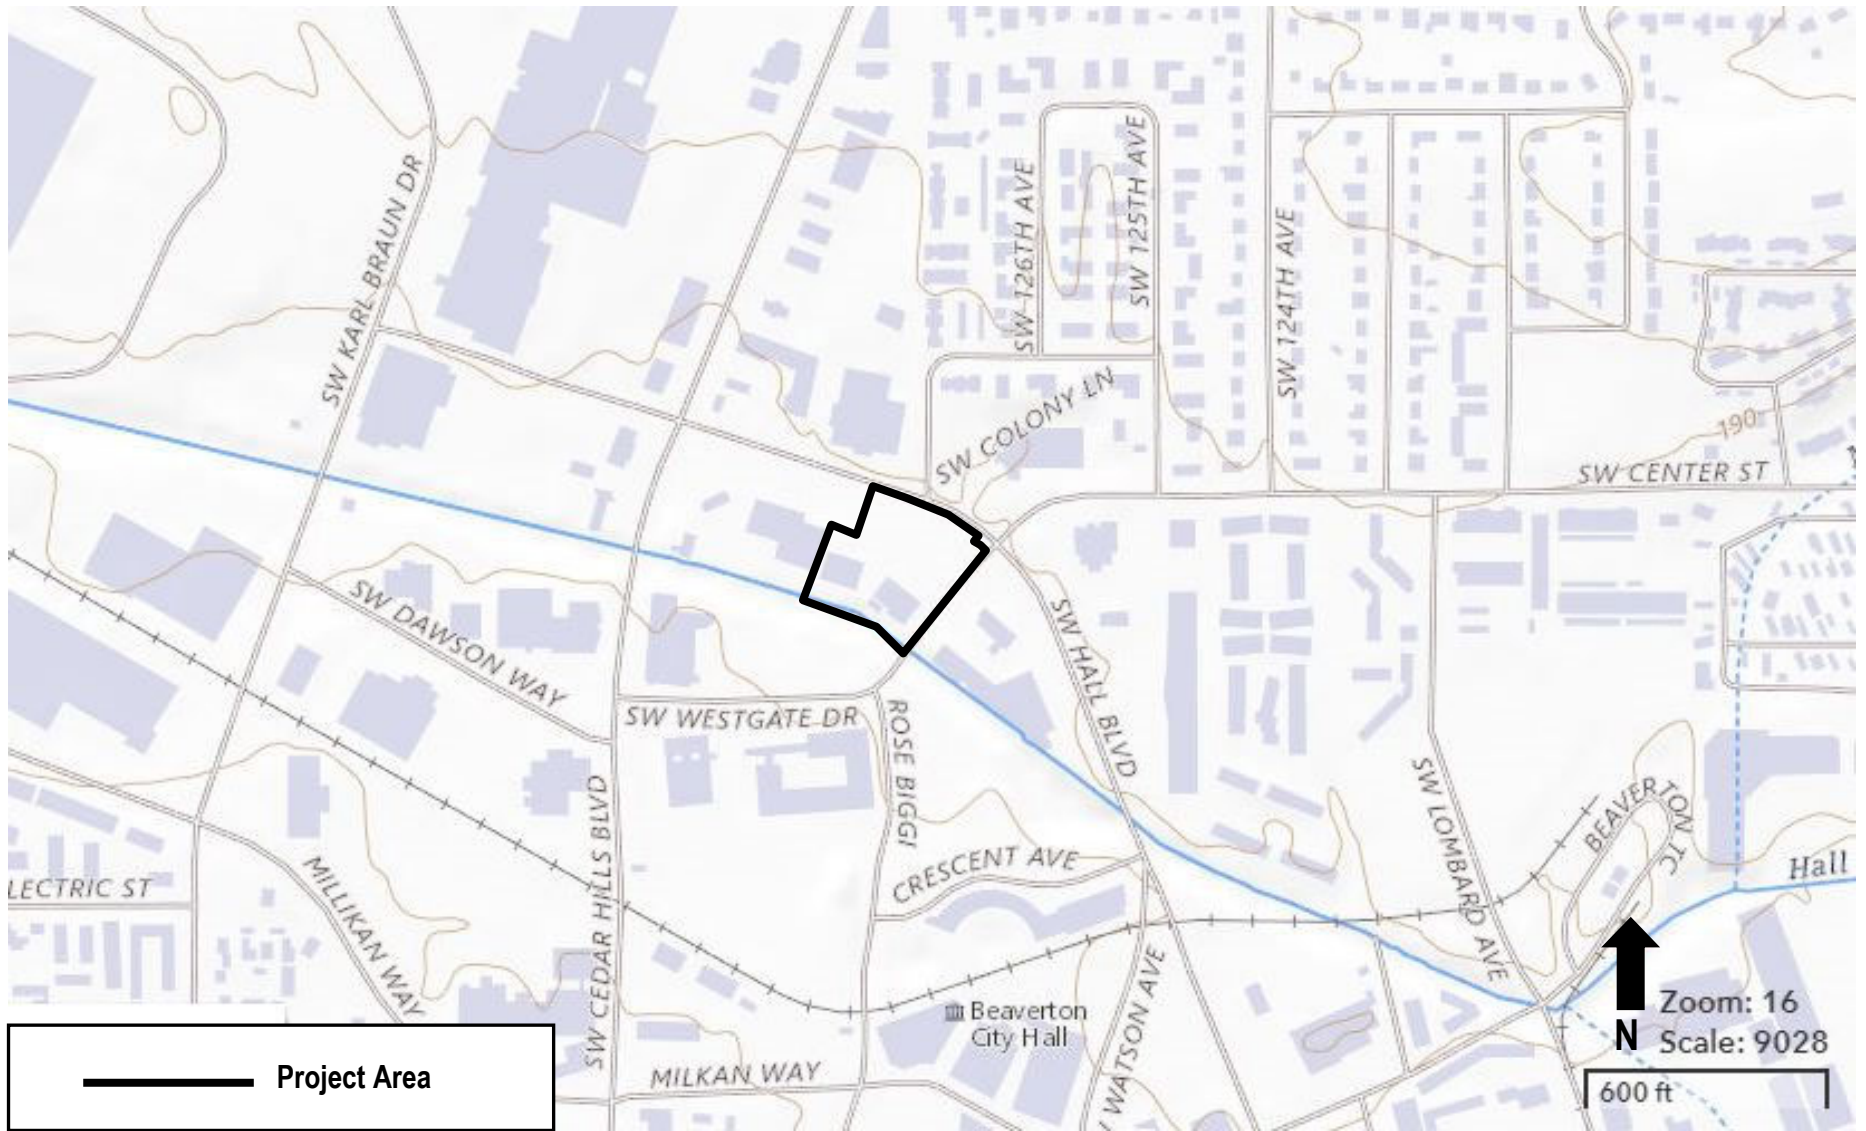 SW KARL BRAUN DR
SW 126TH AVE
SW 125TH AVE
SW 124TH AVE
SW COLONY LN
190
SW CENTER ST
SW DAWSON WAY
SW WESTGATE DR
ROSE BIGGI
SW HALL BLVD
SW CEDAR HILLS BLVD
SW LOMBARD AVE
BEAVERTON TC
Hall
CRESCENT AVE
LECTRIC ST
MILLIKAN WAY
Beaverton
City Hall
WATSON AVE
MILKAN WAY
N
Zoom: 16
Scale: 9028
600 ft
Project Area